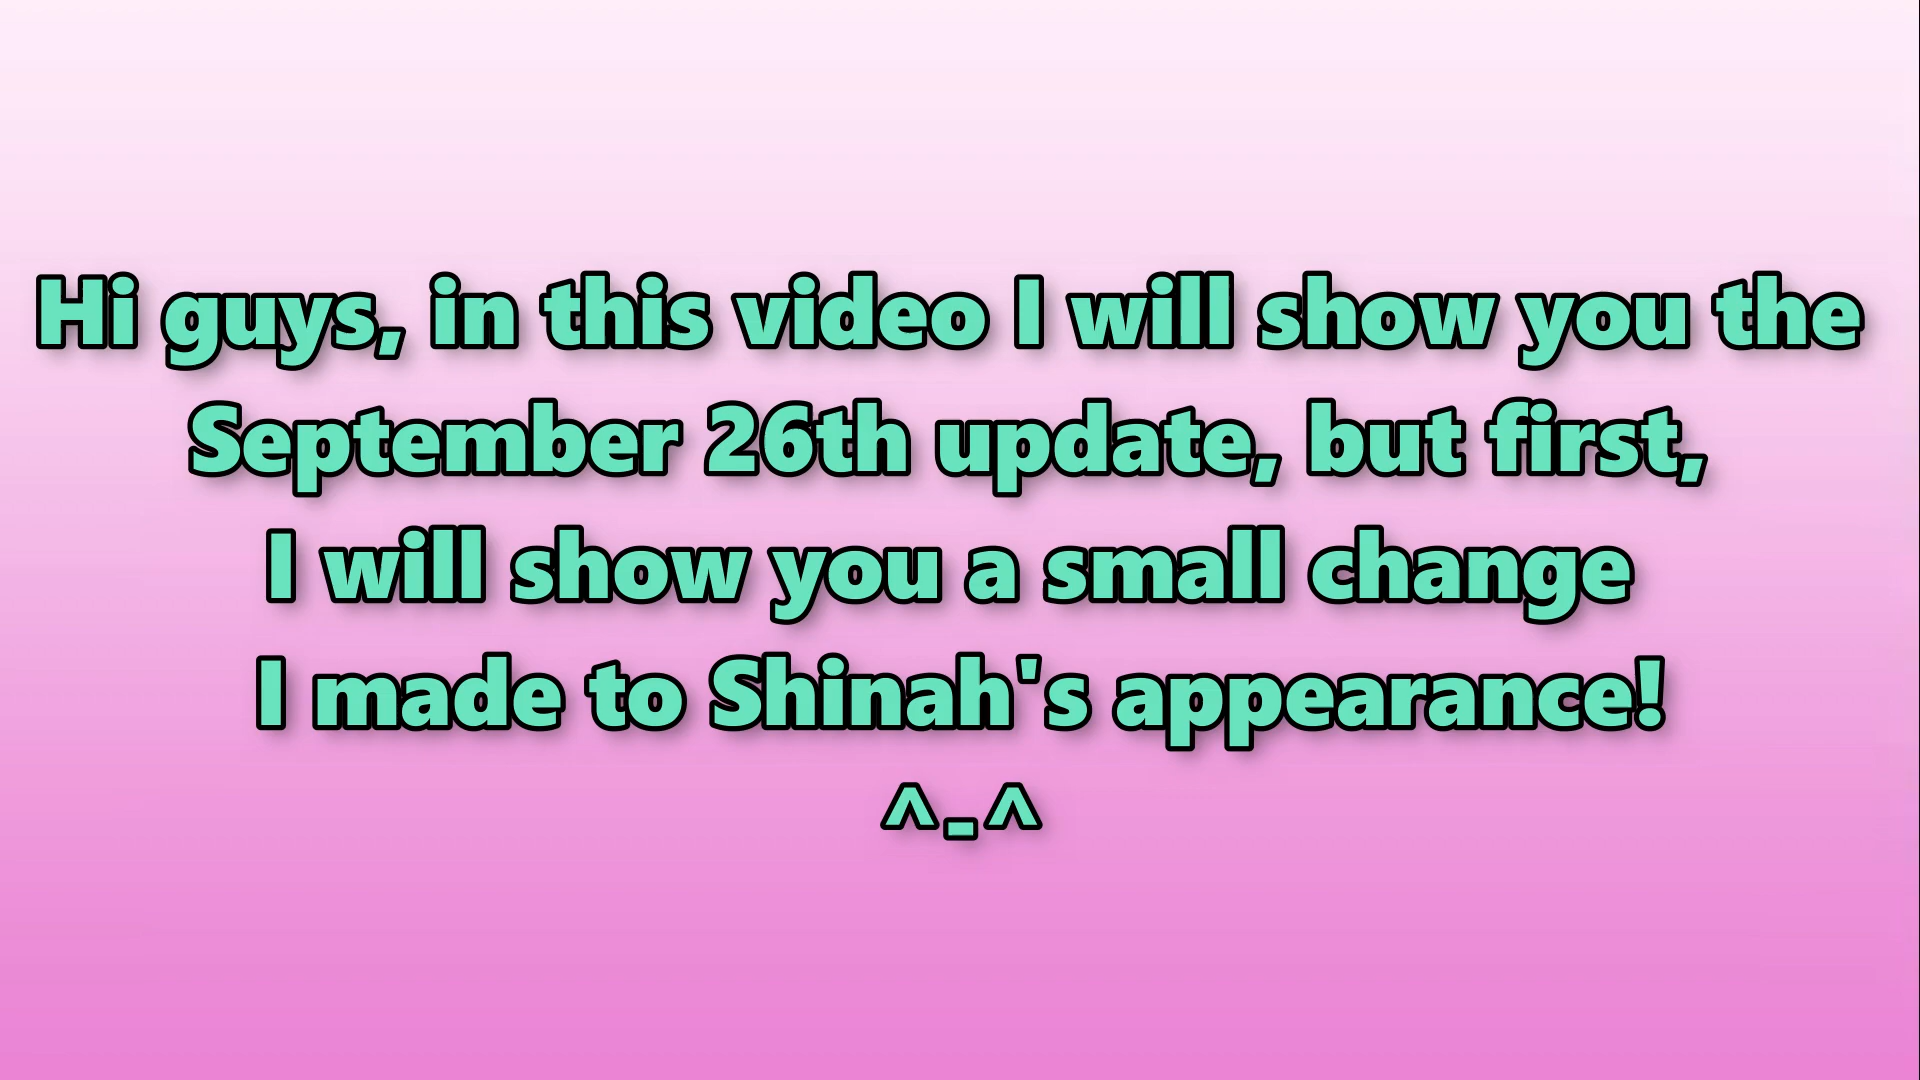 Hi guys, in this video I will show you the
September 26th update, but first,
I will show you a small change
I made to Shinah's appearance!
^-^